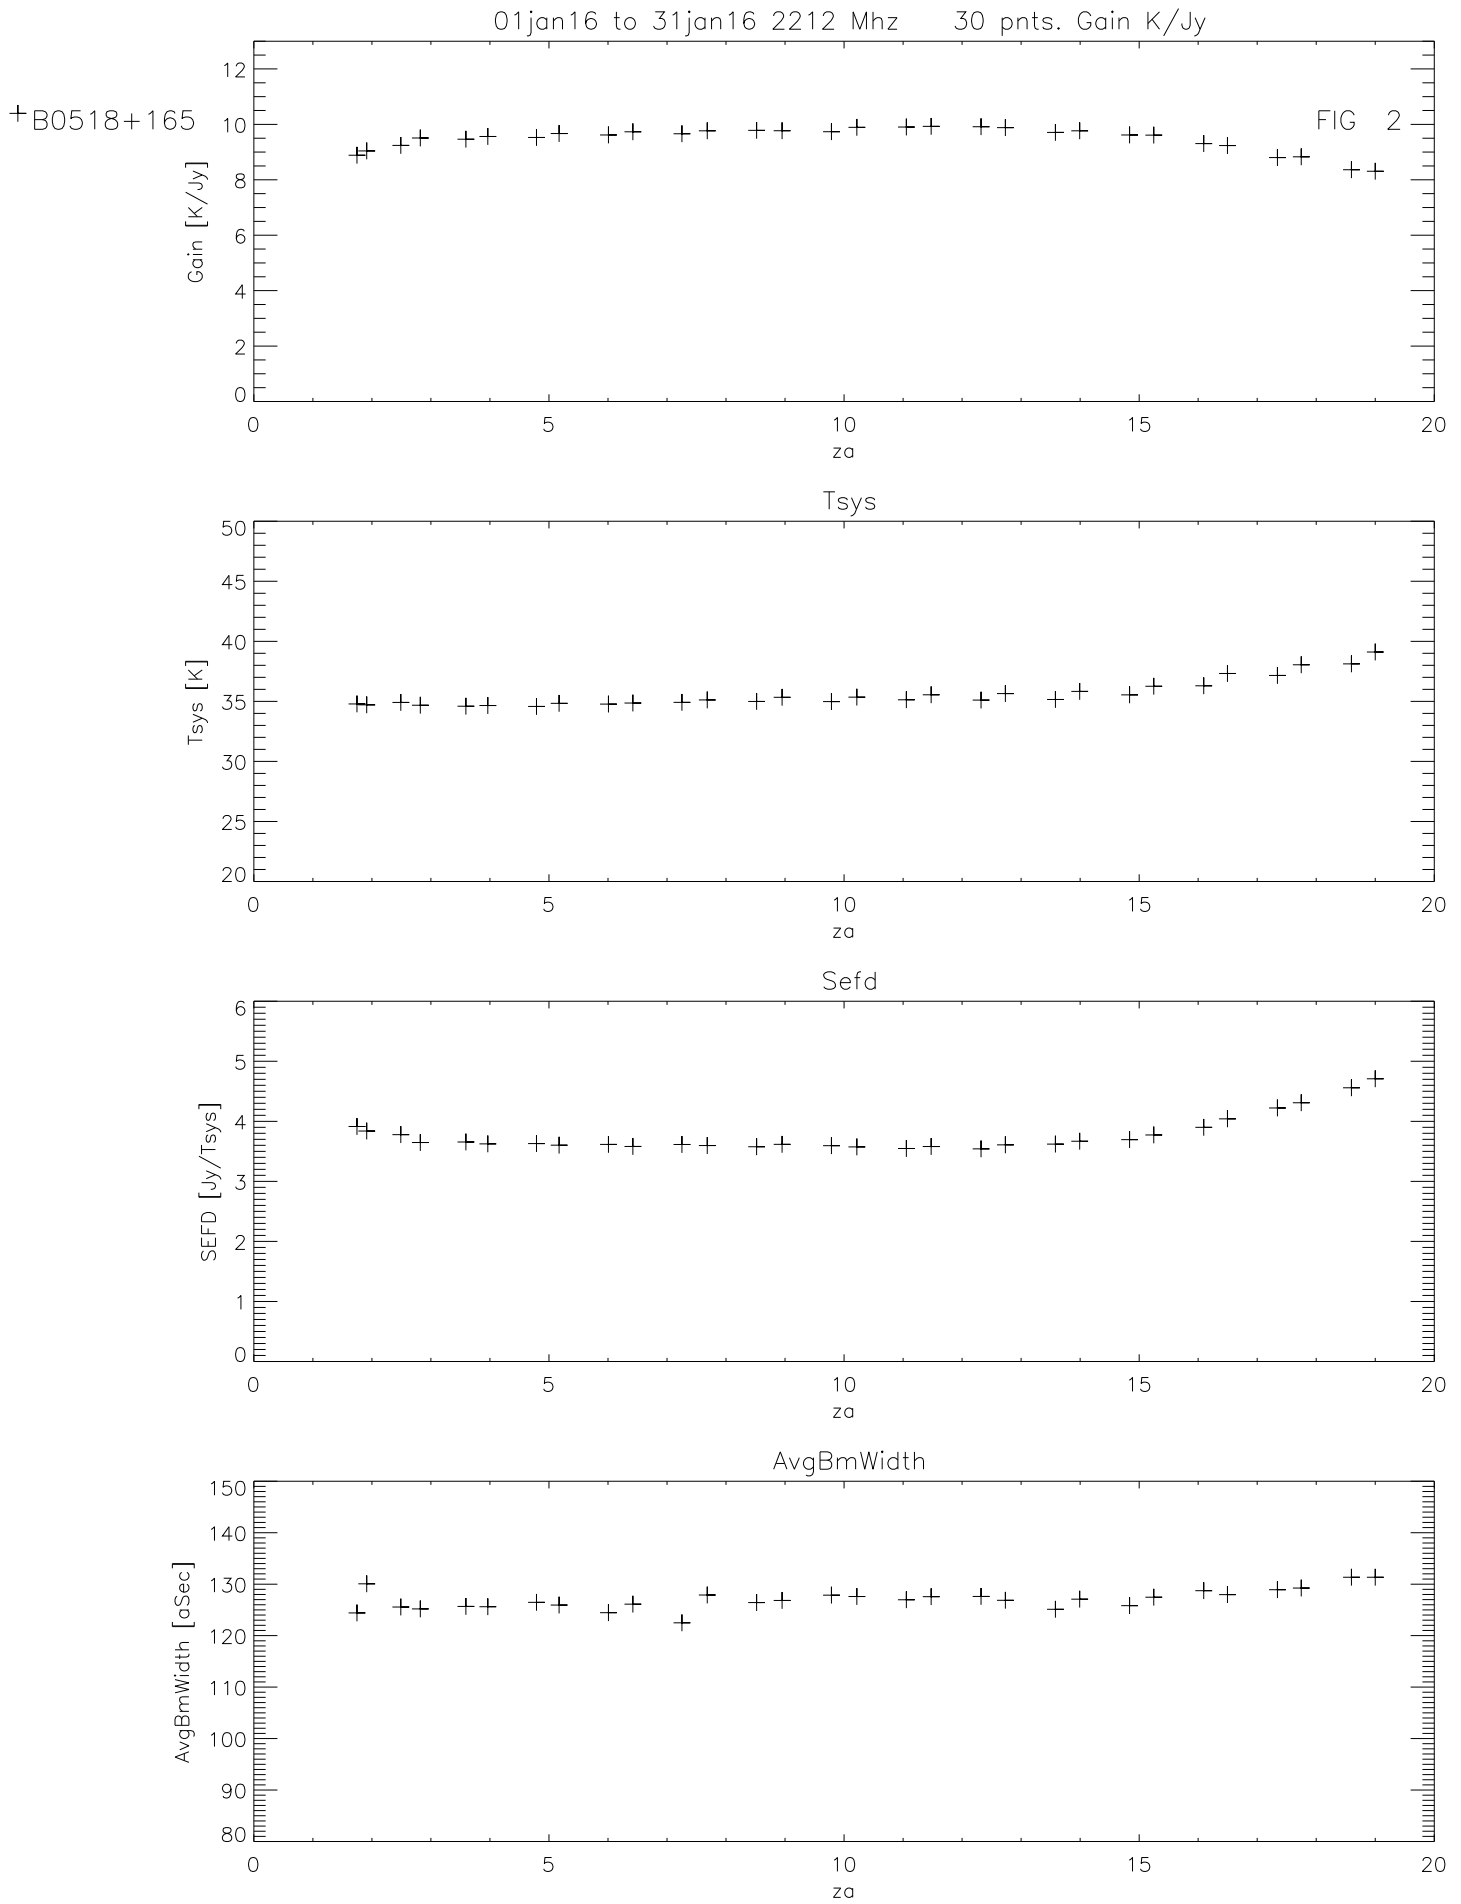 01jan16 to 31jan16 2212 Mhz 30 pnts. Gain K/Jy
+B0518+165
FIG 2
Gain [K/Jy]
12
10
8
6
4
2
0
0 5 10 15 20
za
Tsys
Tsys [K]
50
45
40
35
30
25
20
0 5 10 15 20
za
Sefd
SEFD [Jy/Tsys]
6
5
4
3
2
1
0
0 5 10 15 20
za
AvgBmWidth
AvgBmWidth [aSec]
150
140
130
120
110
100
90
80
0 5 10 15 20
za